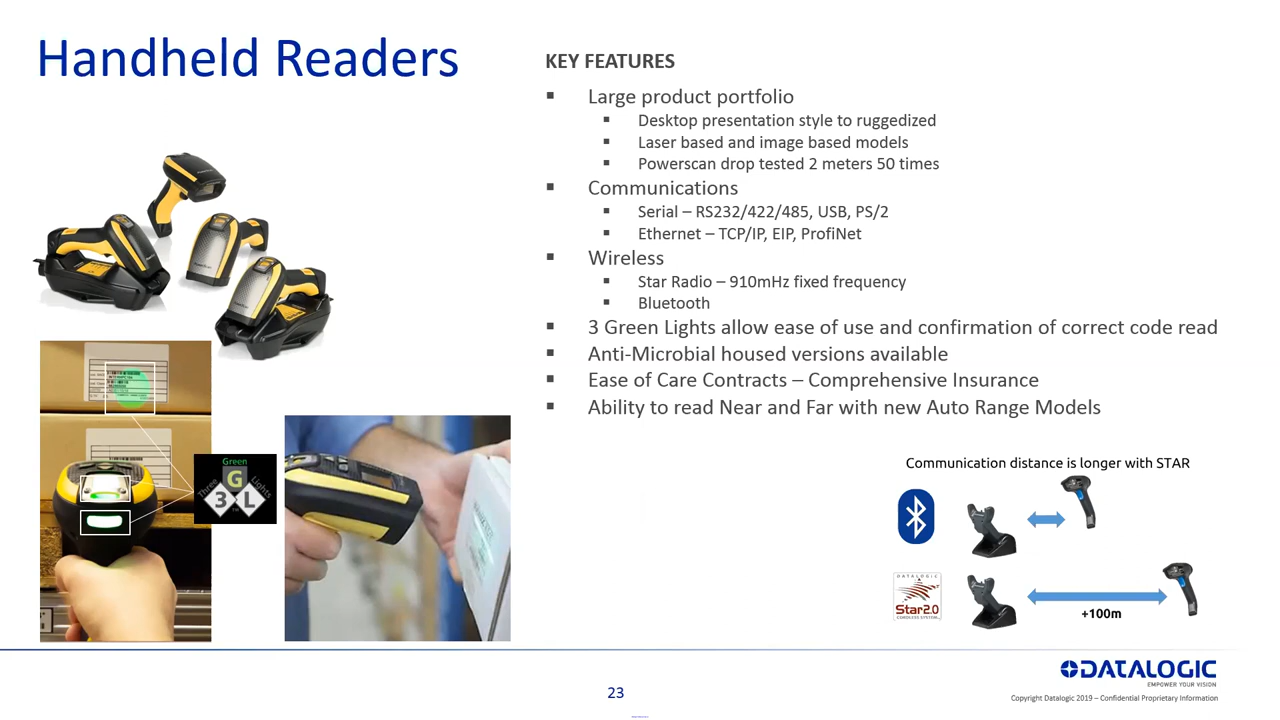 Handheld Readers
KEY FEATURES
▪ Large product portfolio
▪ Desktop presentation style to ruggedized
▪ Laser based and image based models
▪ Powerscan drop tested 2 meters 50 times
▪ Communications
▪ Serial – RS232/422/485, USB, PS/2
▪ Ethernet – TCP/IP, EIP, ProfiNet
▪ Wireless
▪ Star Radio – 910mHz fixed frequency
▪ Bluetooth
▪ 3 Green Lights allow ease of use and confirmation of correct code read
▪ Anti-Microbial housed versions available
▪ Ease of Care Contracts – Comprehensive Insurance
▪ Ability to read Near and Far with new Auto Range Models
Green
Three G Lights
3 L
Communication distance is longer with STAR
DATALOGIC
Star2.0
CORDLESS SYSTEM
+100m
DATALOGIC
EMPOWER YOUR VISION
23
Copyright Datalogic 2019 – Confidential Proprietary Information